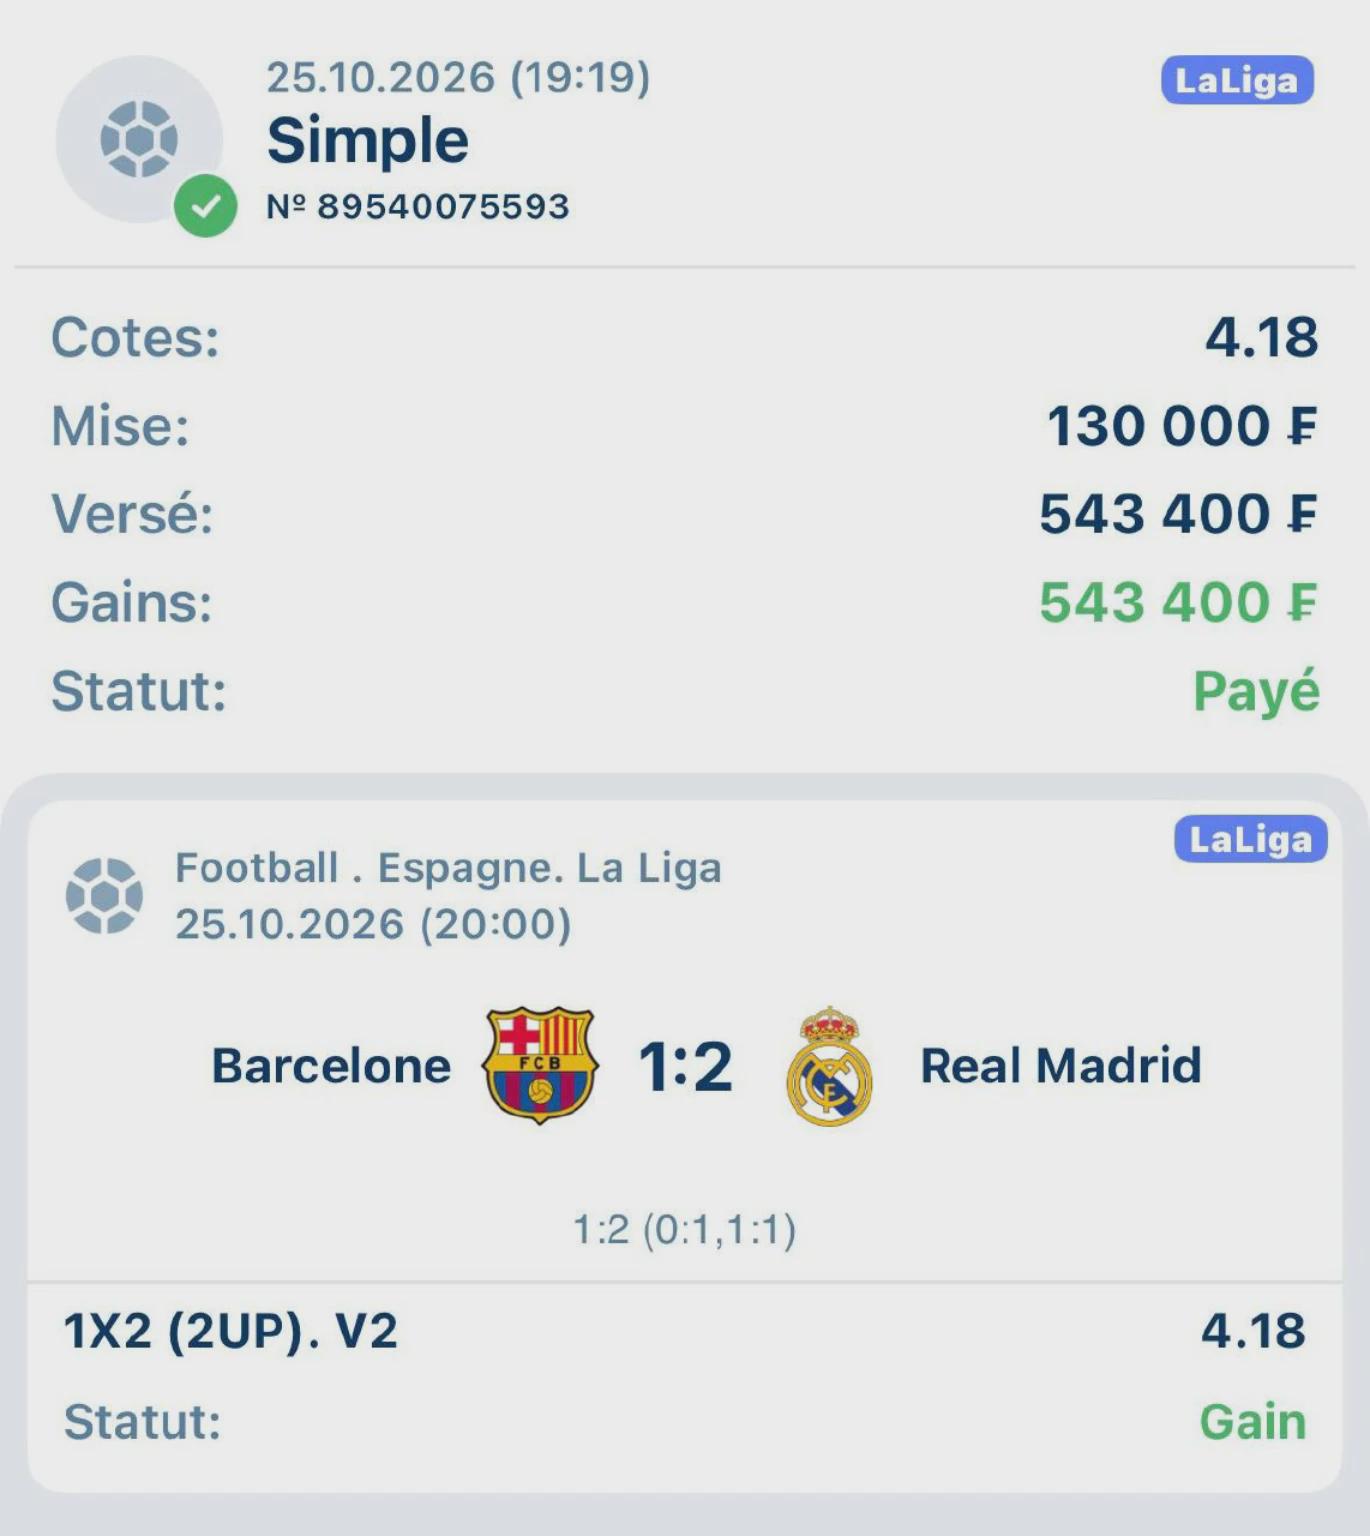 25.10.2026 (19:19)
LaLiga
Simple
Nº 89540075593
Cotes: 4.18
Mise: 130 000 ₣
Versé: 543 400 ₣
Gains: 543 400 ₣
Statut: Payé
LaLiga
Football . Espagne. La Liga
25.10.2026 (20:00)
Barcelone FCB 1:2 Real Madrid
1:2 (0:1,1:1)
1X2 (2UP). V2 4.18
Statut: Gain